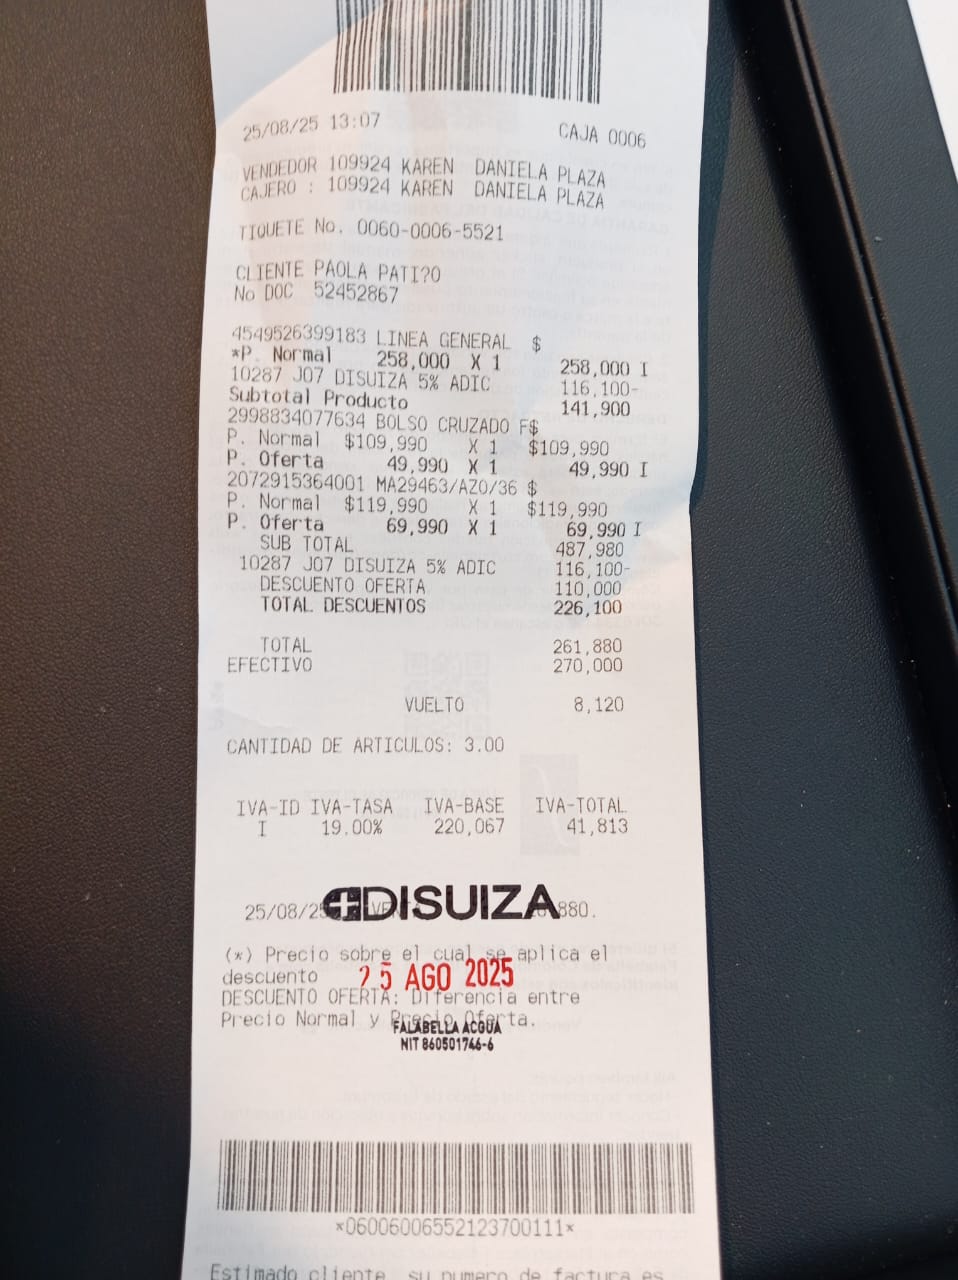 25/08/25 13:07 CAJA 0006
VENDEDOR 109924 KAREN DANIELA PLAZA
CAJERO : 109924 KAREN DANIELA PLAZA
TIQUETE No. 0060-0006-5521
CLIENTE PAOLA PATI?O
No DOC 52452867
4549526399183 LINEA GENERAL $
*P. Normal 258,000 X 1 258,000 I
10287 J07 DISUIZA 5% ADIC 116,100-
Subtotal Producto 141,900
2998834077634 BOLSO CRUZADO F$
P. Normal $109,990 X 1 $109,990
P. Oferta 49,990 X 1 49,990 I
2072915364001 MA29463/AZO/36 $
P. Normal $119,990 X 1 $119,990
P. Oferta 69,990 X 1 69,990 I
SUB TOTAL 487,980
10287 J07 DISUIZA 5% ADIC 116,100-
DESCUENTO OFERTA 110,000
TOTAL DESCUENTOS 226,100
TOTAL 261,880
EFECTIVO 270,000
VUELTO 8,120
CANTIDAD DE ARTICULOS: 3.00
IVA-ID IVA-TASA IVA-BASE IVA-TOTAL
I 19.00% 220,067 41,813
DISUIZA
25/08/25 880.
(*) Precio sobre el cual se aplica el
descuento
25 AGO 2025
DESCUENTO OFERTA: Diferencia entre
Precio Normal y Precio Oferta.
FALABELLA ACQUA
NIT 860501746-6
*06006006552123700111*
Estimado cliente, su numero de factura es